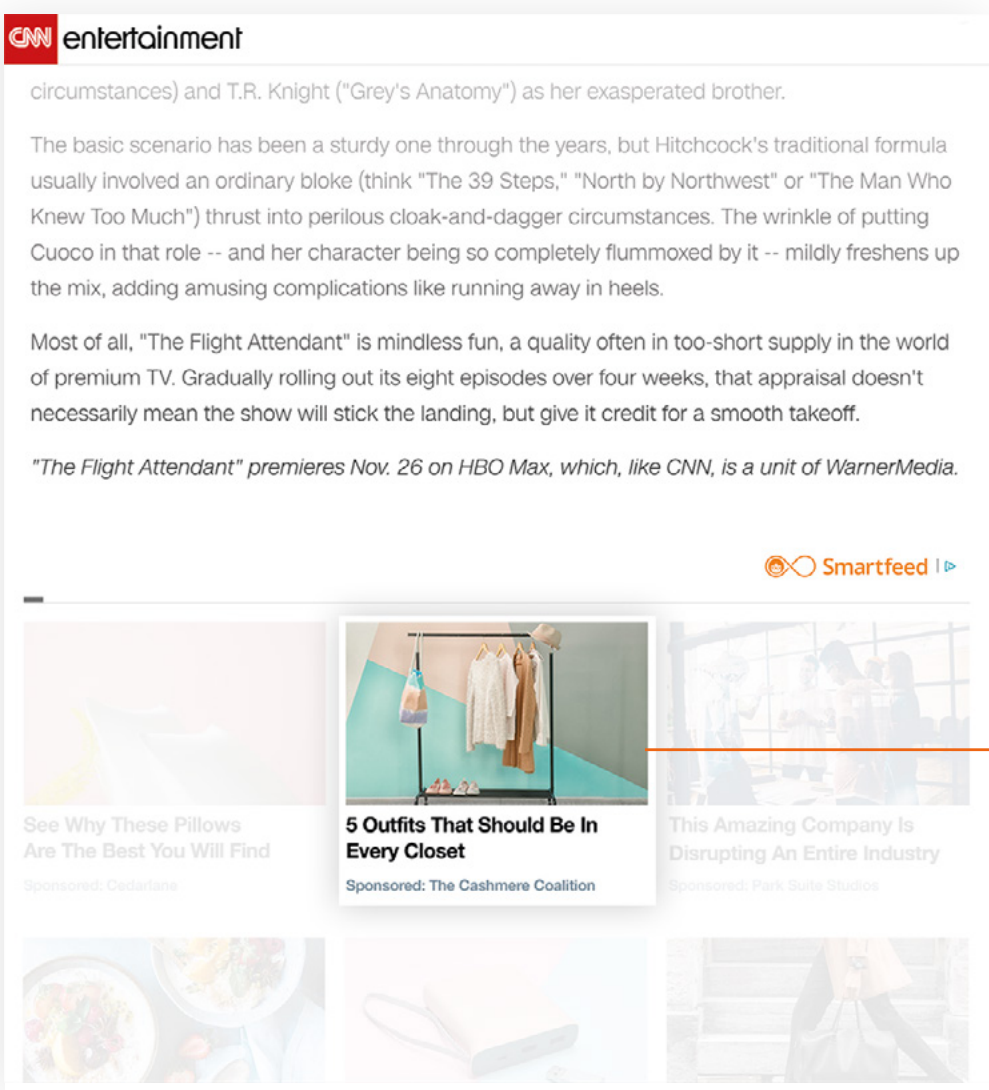 CNN entertainment
circumstances) and T.R. Knight ("Grey's Anatomy") as her exasperated brother.
The basic scenario has been a sturdy one through the years, but Hitchcock's traditional formula
usually involved an ordinary bloke (think "The 39 Steps," "North by Northwest" or "The Man Who
Knew Too Much") thrust into perilous cloak-and-dagger circumstances. The wrinkle of putting
Cuoco in that role -- and her character being so completely flummoxed by it -- mildly freshens up
the mix, adding amusing complications like running away in heels.
Most of all, "The Flight Attendant" is mindless fun, a quality often in too-short supply in the world
of premium TV. Gradually rolling out its eight episodes over four weeks, that appraisal doesn't
necessarily mean the show will stick the landing, but give it credit for a smooth takeoff.
"The Flight Attendant" premieres Nov. 26 on HBO Max, which, like CNN, is a unit of WarnerMedia.
Smartfeed
See Why These Pillows
Are The Best You Will Find
Sponsored: Cedarlane
5 Outfits That Should Be In
Every Closet
Sponsored: The Cashmere Coalition
This Amazing Company Is
Disrupting An Entire Industry
Sponsored: Park Suite Studios